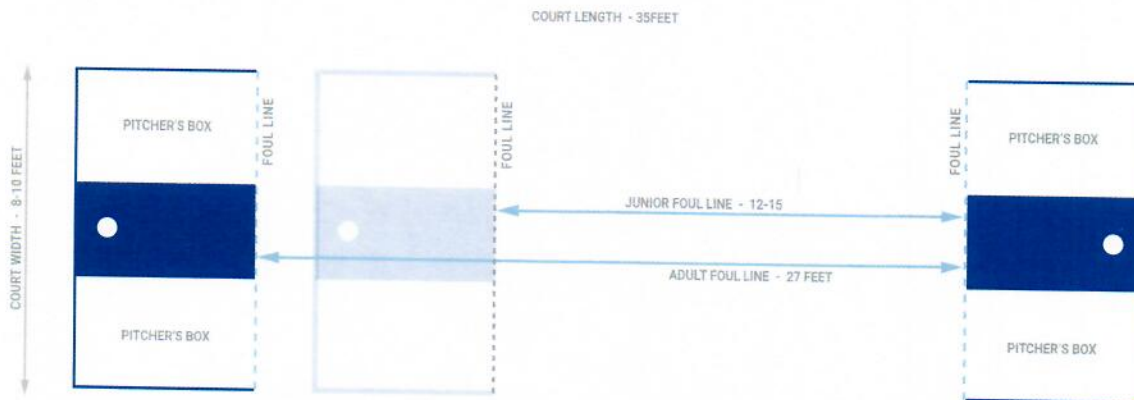 COURT LENGTH - 35FEET
COURT WIDTH - 8-10 FEET
PITCHER'S BOX
FOUL LINE
FOUL LINE
FOUL LINE
PITCHER'S BOX
JUNIOR FOUL LINE - 12-15
ADULT FOUL LINE - 27 FEET
PITCHER'S BOX
PITCHER'S BOX